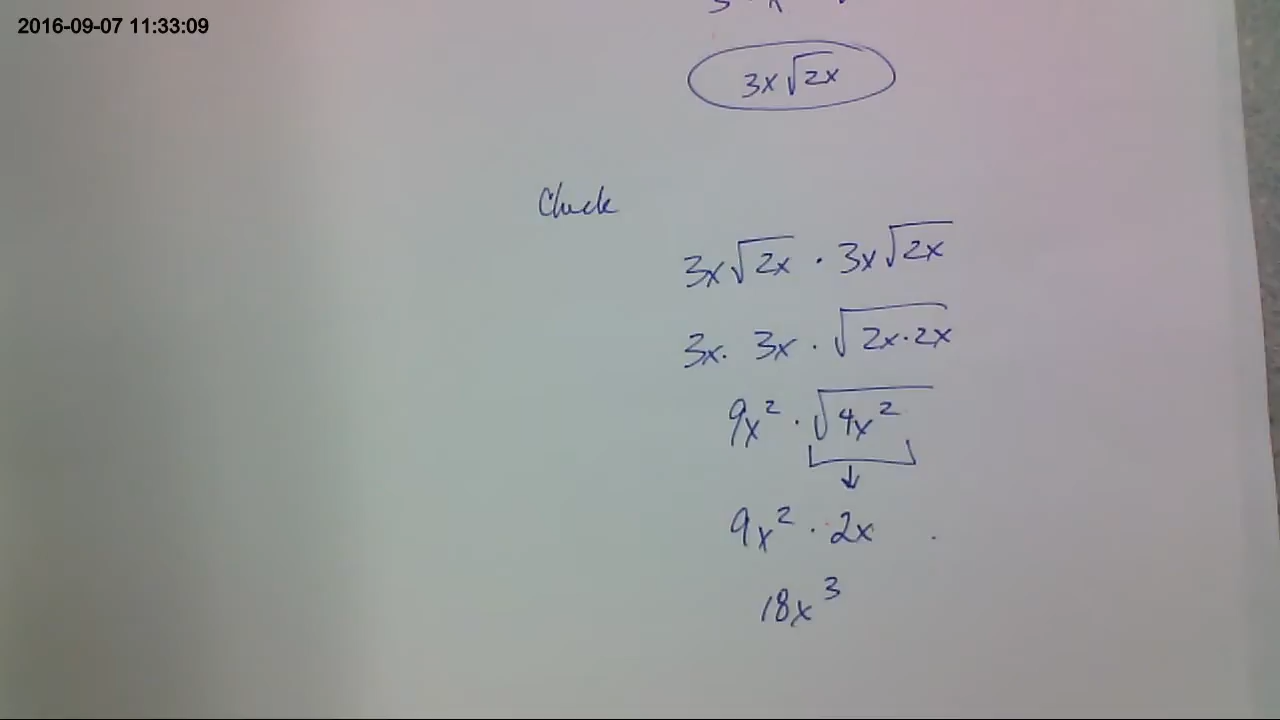 2016-09-07 11:33:09
3x√2x
Check
3x√2x · 3x√2x
3x · 3x · √2x·2x
9x² · √4x²
↓
9x² · 2x
18x³